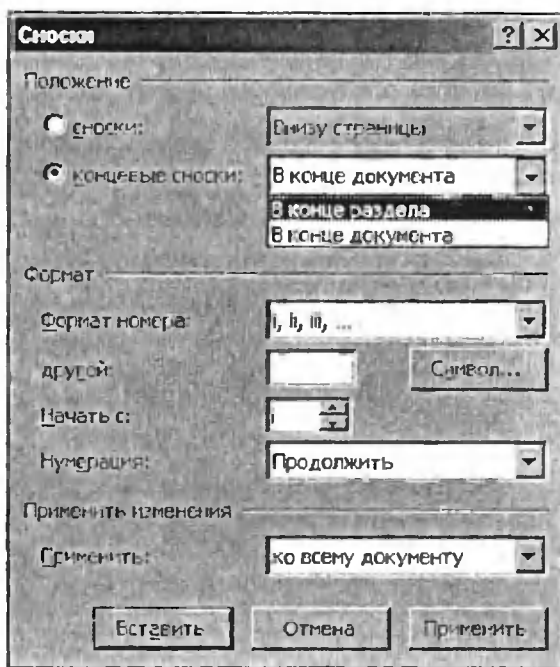 Сноски ? ×
Положение
сноски: Внизу страницы
концевые сноски: В конце документа
В конце раздела
В конце документа
Формат
Формат номера: i, ii, iii, ...
другой: Символ...
Начать с: i
Нумерация: Продолжить
Применить изменения
Применить: ко всему документу
Вставить Отмена Применить